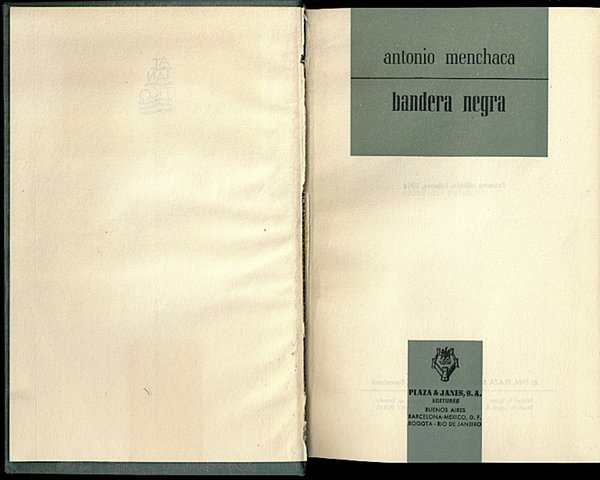 antonio menchaca
bandera negra
PLAZA & JANES, S. A.
EDITORES
BUENOS AIRES
BARCELONA-MEXICO, D. F.
BOGOTA - RIO DE JANEIRO